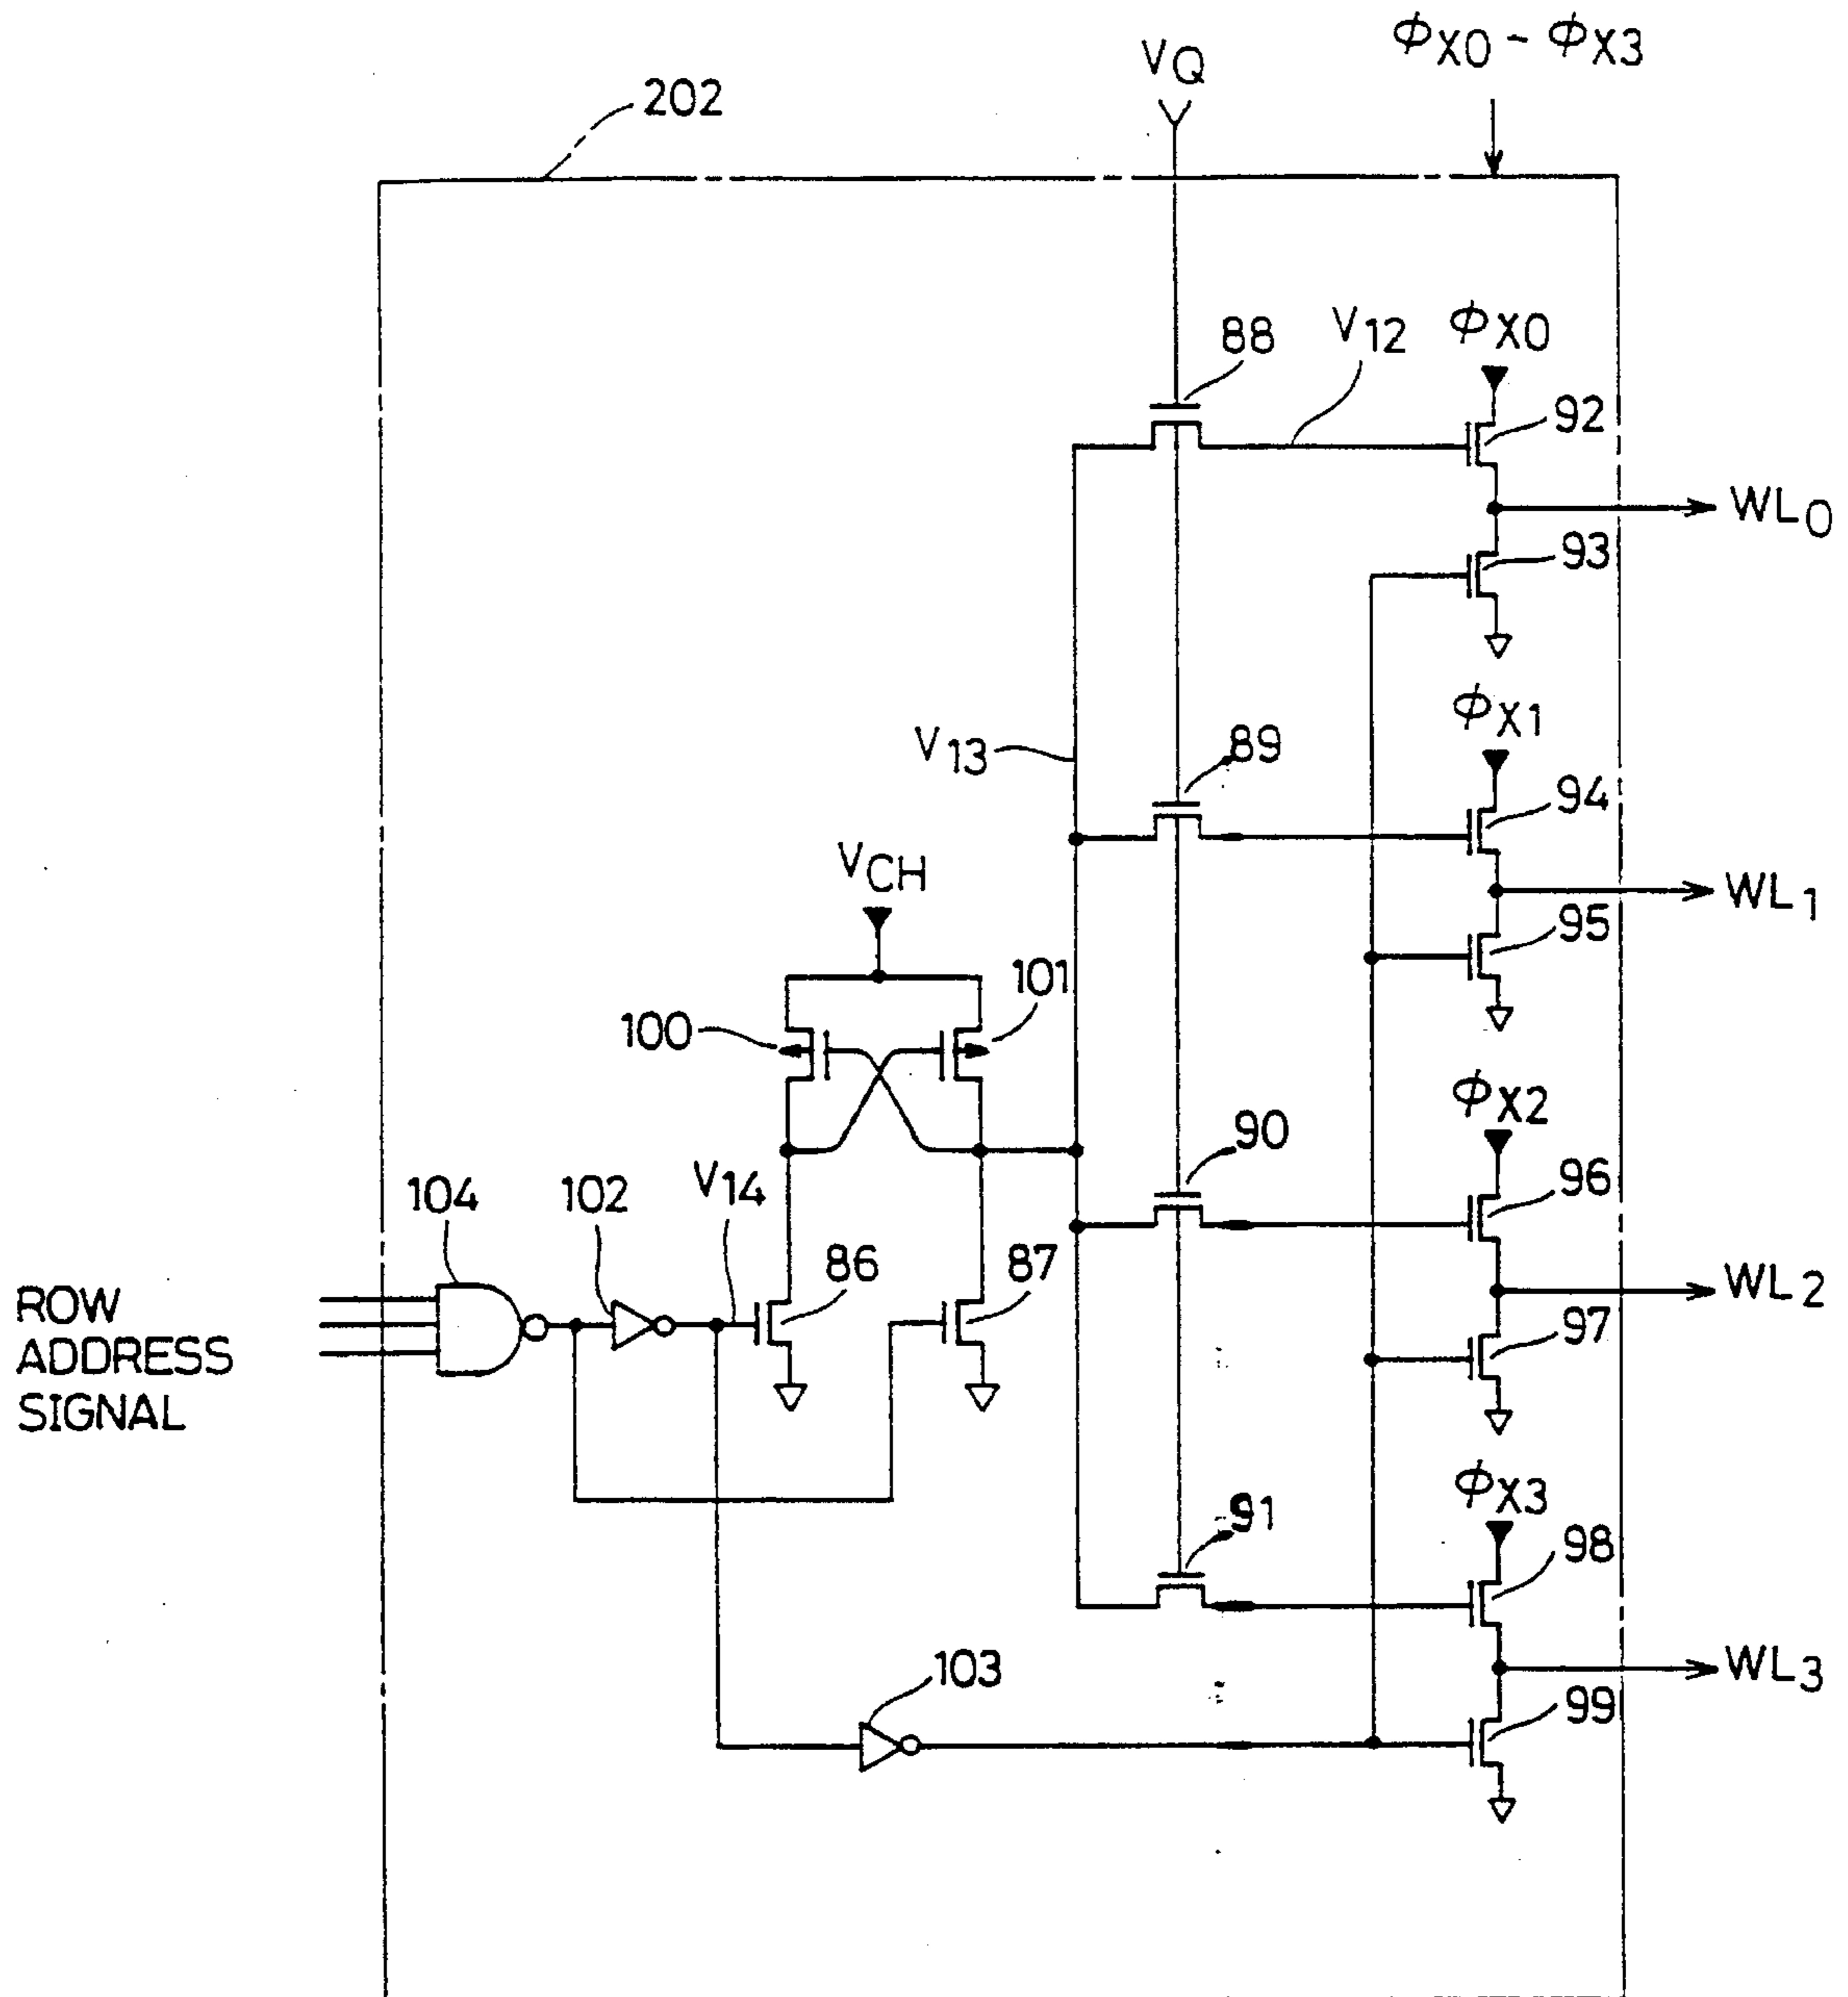 ΦX0 - ΦX3
VQ
202
88
V12
ΦX0
92
WL0
93
ΦX1
V13
89
94
VCH
WL1
95
101
100
ΦX2
90
96
104
102
V14
86
87
WL2
ROW
ADDRESS
SIGNAL
97
ΦX3
91
98
103
WL3
99